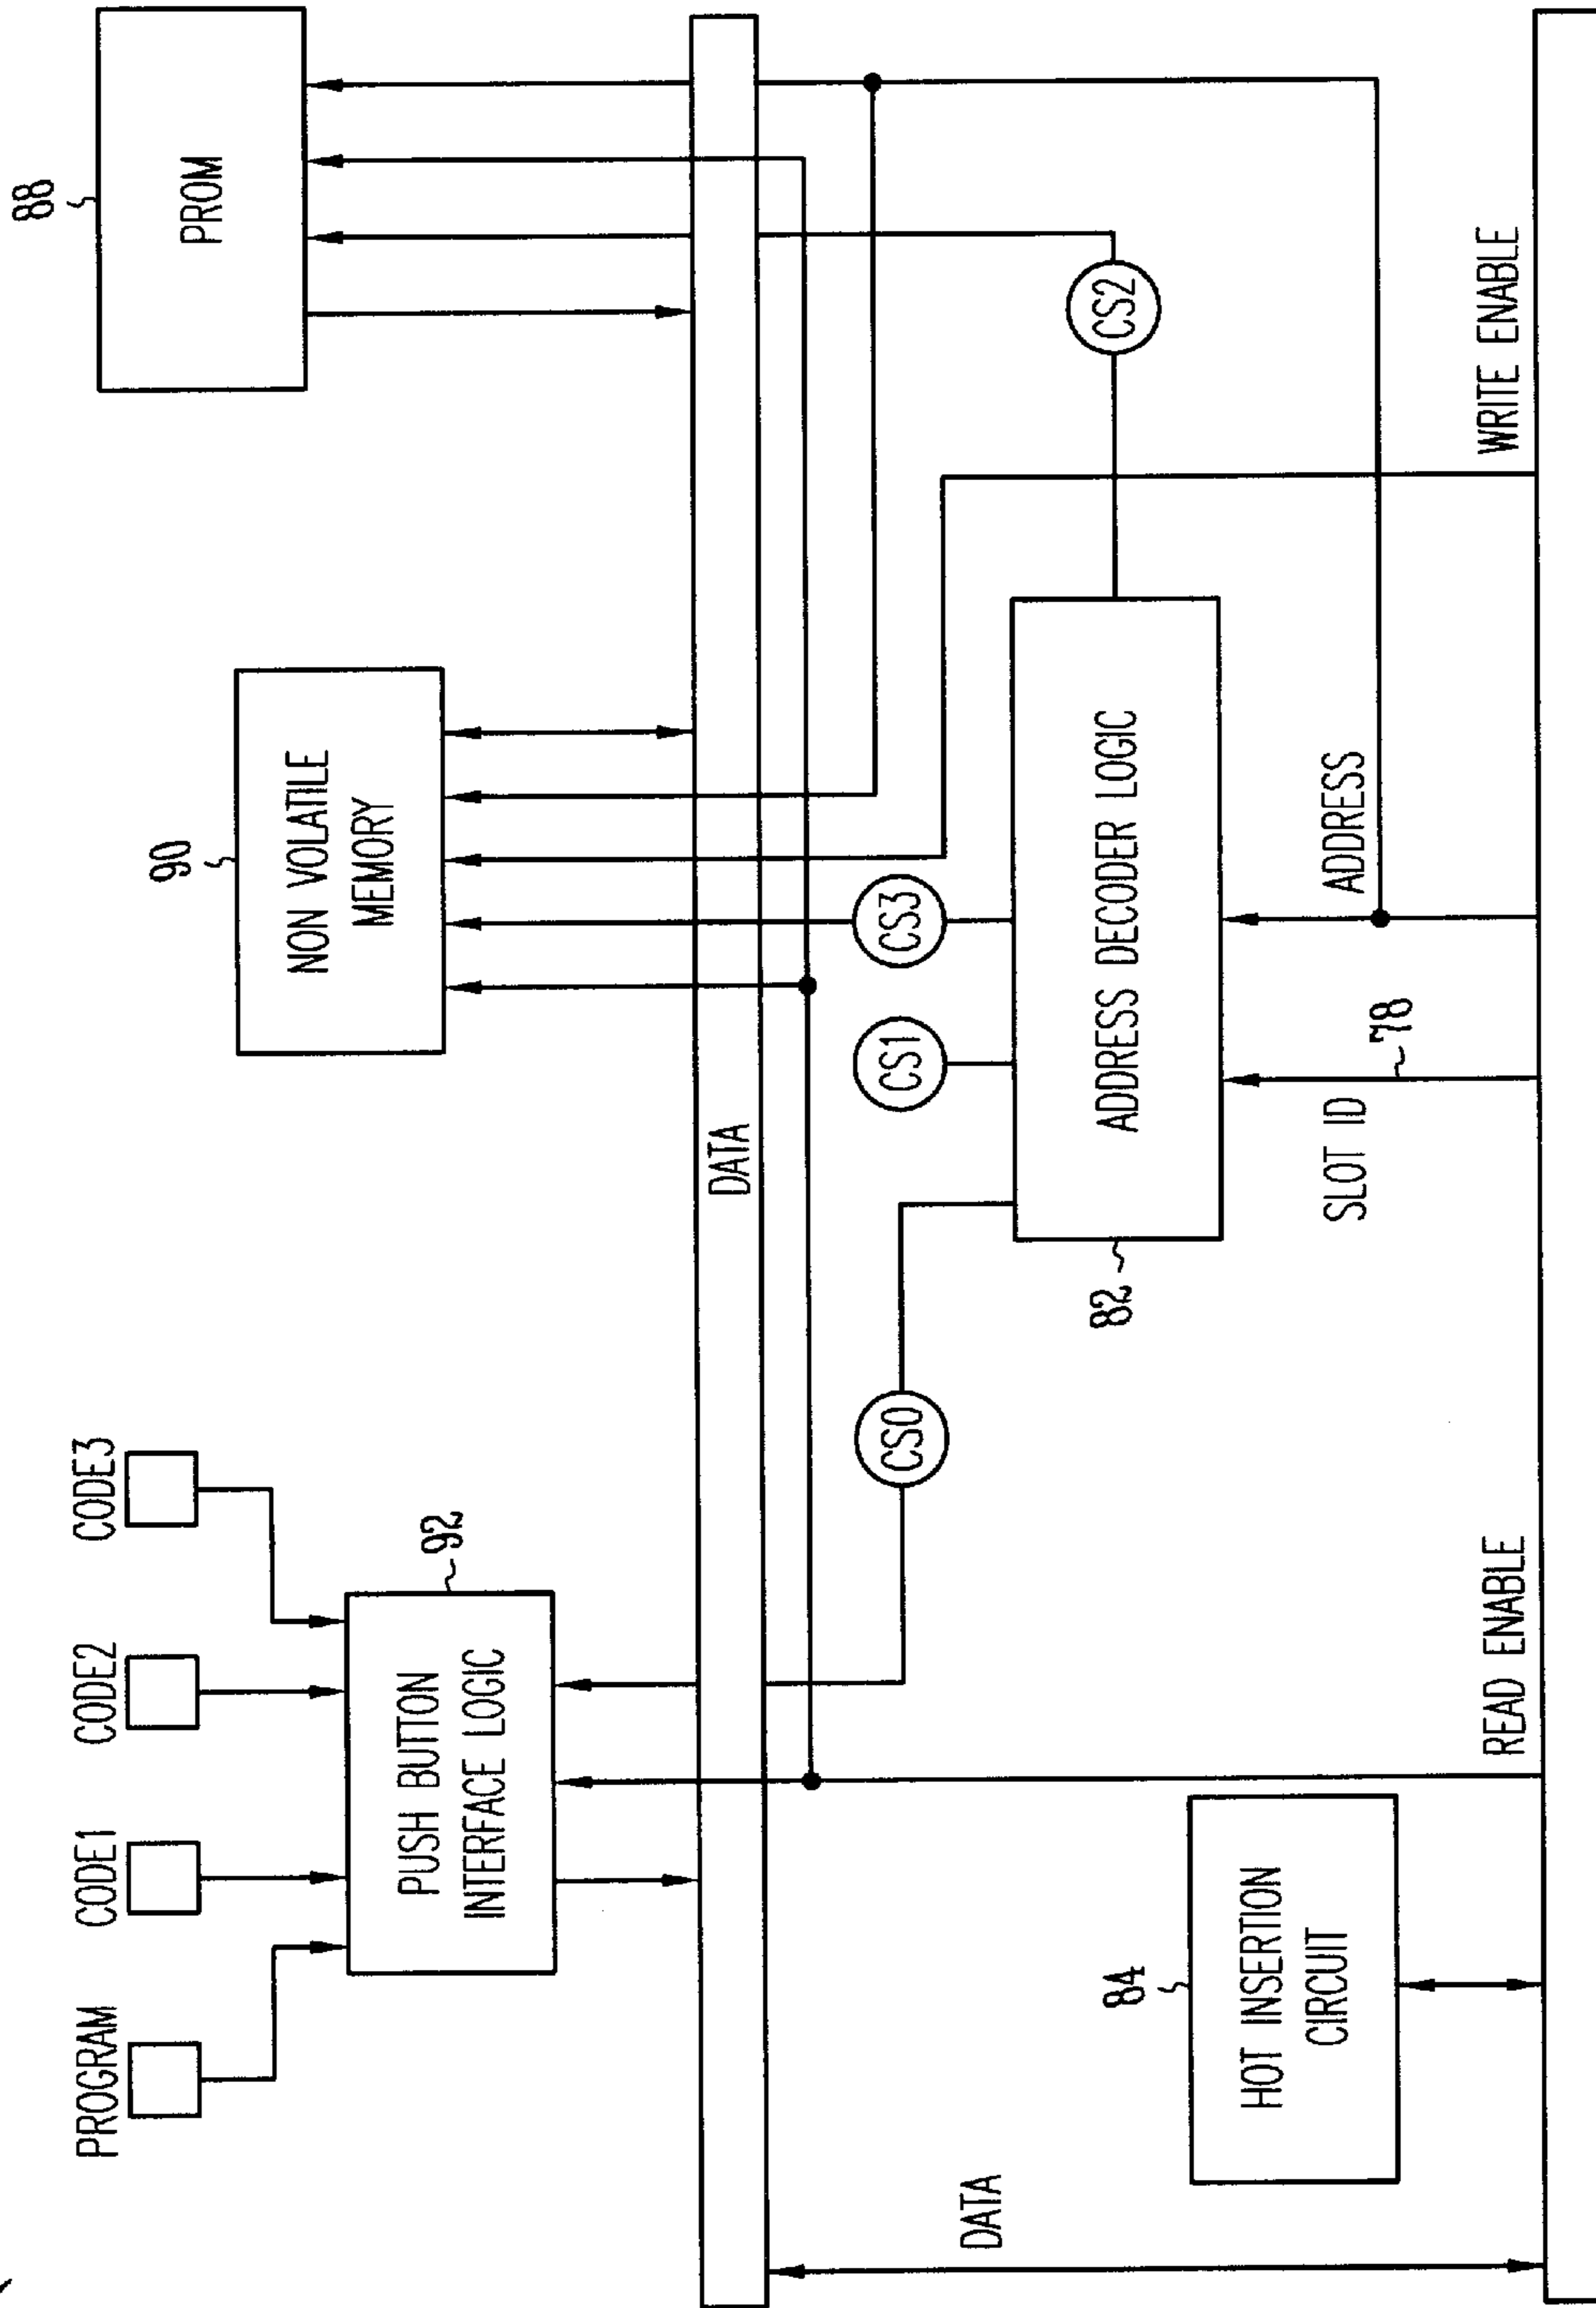 PROGRAM
CODE1
CODE2
CODE3
PUSH BUTTON
INTERFACE LOGIC
92
90
NON VOLATILE
MEMORY
88
PROM
DATA
CS0
CS1
CS3
CS2
82
ADDRESS DECODER LOGIC
SLOT ID
78
ADDRESS
WRITE ENABLE
READ ENABLE
84
HOT INSERTION
CIRCUIT
DATA